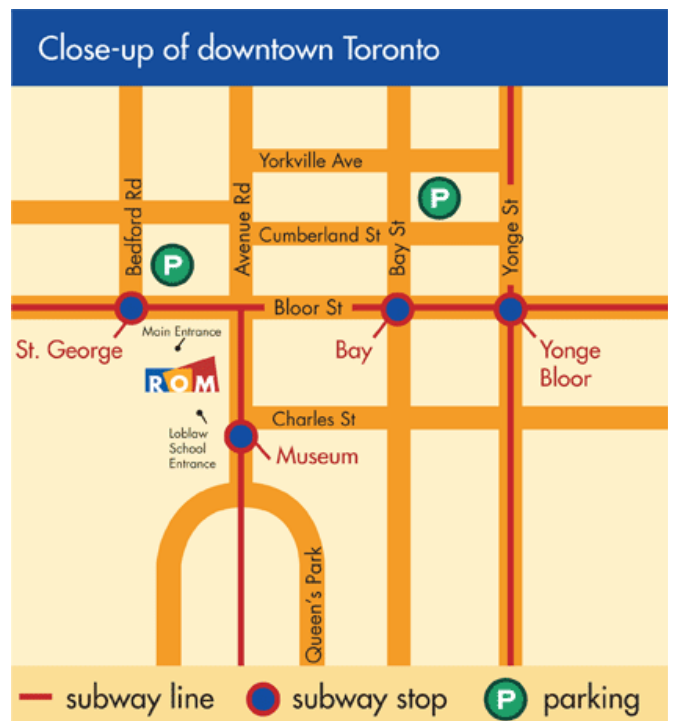 Close-up of downtown Toronto
Yorkville Ave
Bedford Rd
Avenue Rd
P
Cumberland St
Bay St
Yonge St
P
Bloor St
Main Entrance
St. George
Bay
Yonge
Bloor
ROM
Charles St
Loblaw
School
Entrance
Museum
Queen's Park
subway line
subway stop
P
parking